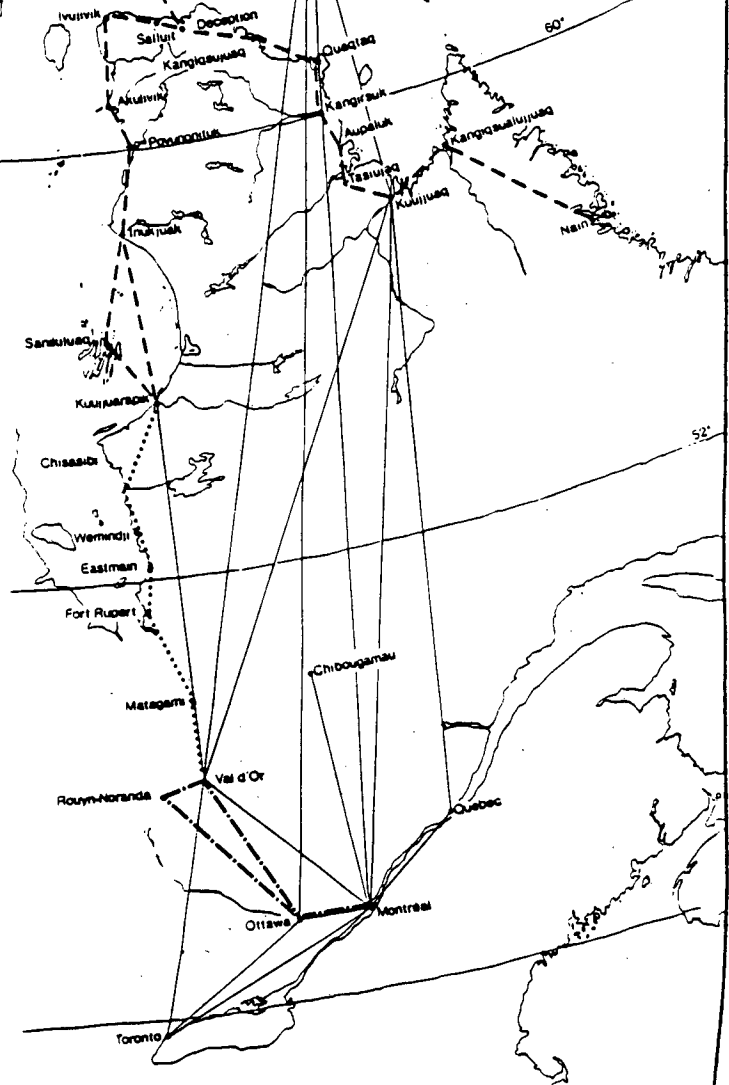 Ivujivik
Deception
Salluit
Quaqtaq
Kangiqsujuaq
60°
Akulivik
Kangirsuk
Aupaluk
Povungnituk
Kangiqsualujjuaq
Tasiujaq
Kuujjuaq
Nain
Inukjuak
Sanikiluaq
Kuujjuarapik
52°
Chisasibi
Wemindji
Eastmain
Fort Rupert
Chibougamau
Matagami
Val d'Or
Rouyn-Noranda
Quebec
Montréal
Ottawa
Toronto